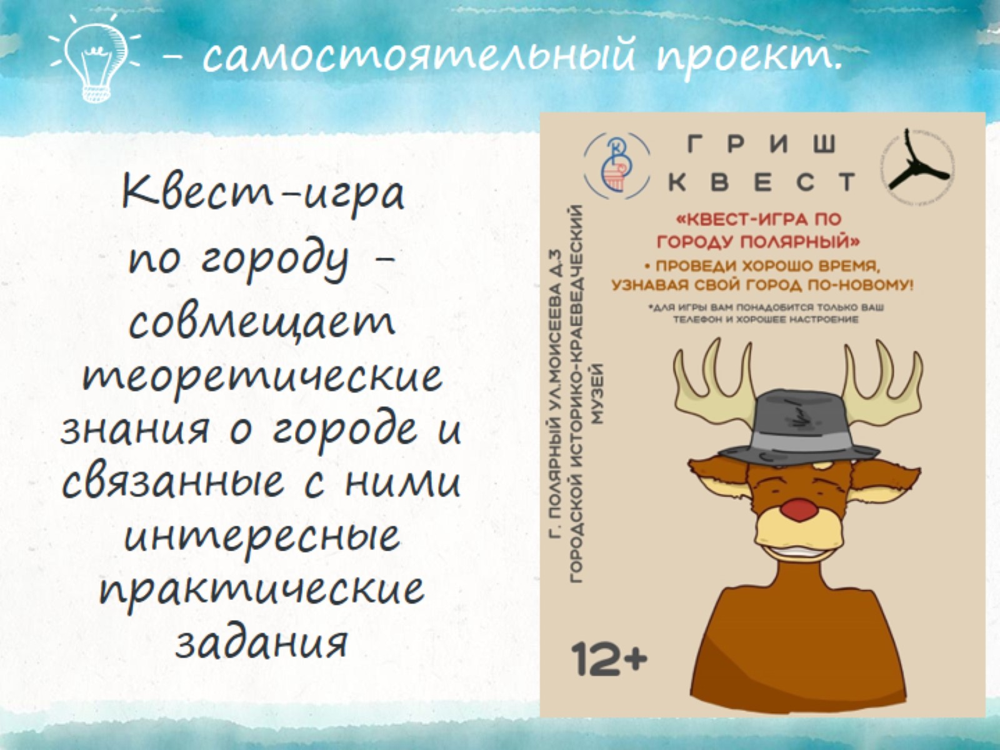 - самостоятельный проект.
Квест-игра
по городу -
совмещает
теоретические
знания о городе и
связанные с ними
интересные
практические
задания
ГРИШ
КВЕСТ
«КВЕСТ-ИГРА ПО
ГОРОДУ ПОЛЯРНЫЙ»
• ПРОВЕДИ ХОРОШО ВРЕМЯ,
УЗНАВАЯ СВОЙ ГОРОД ПО-НОВОМУ!
*ДЛЯ ИГРЫ ВАМ ПОНАДОБИТСЯ ТОЛЬКО ВАШ
ТЕЛЕФОН И ХОРОШЕЕ НАСТРОЕНИЕ
Г. ПОЛЯРНЫЙ УЛ.МОИСЕЕВА Д.3
ГОРОДСКОЙ ИСТОРИКО-КРАЕВЕДЧЕСКИЙ
МУЗЕЙ
12+